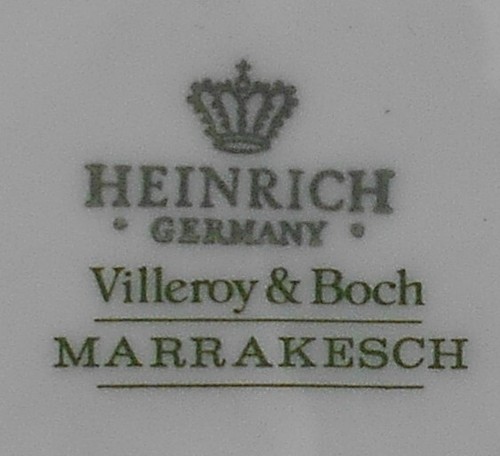 HEINRICH
• GERMANY •
Villeroy & Boch
MARRAKESCH